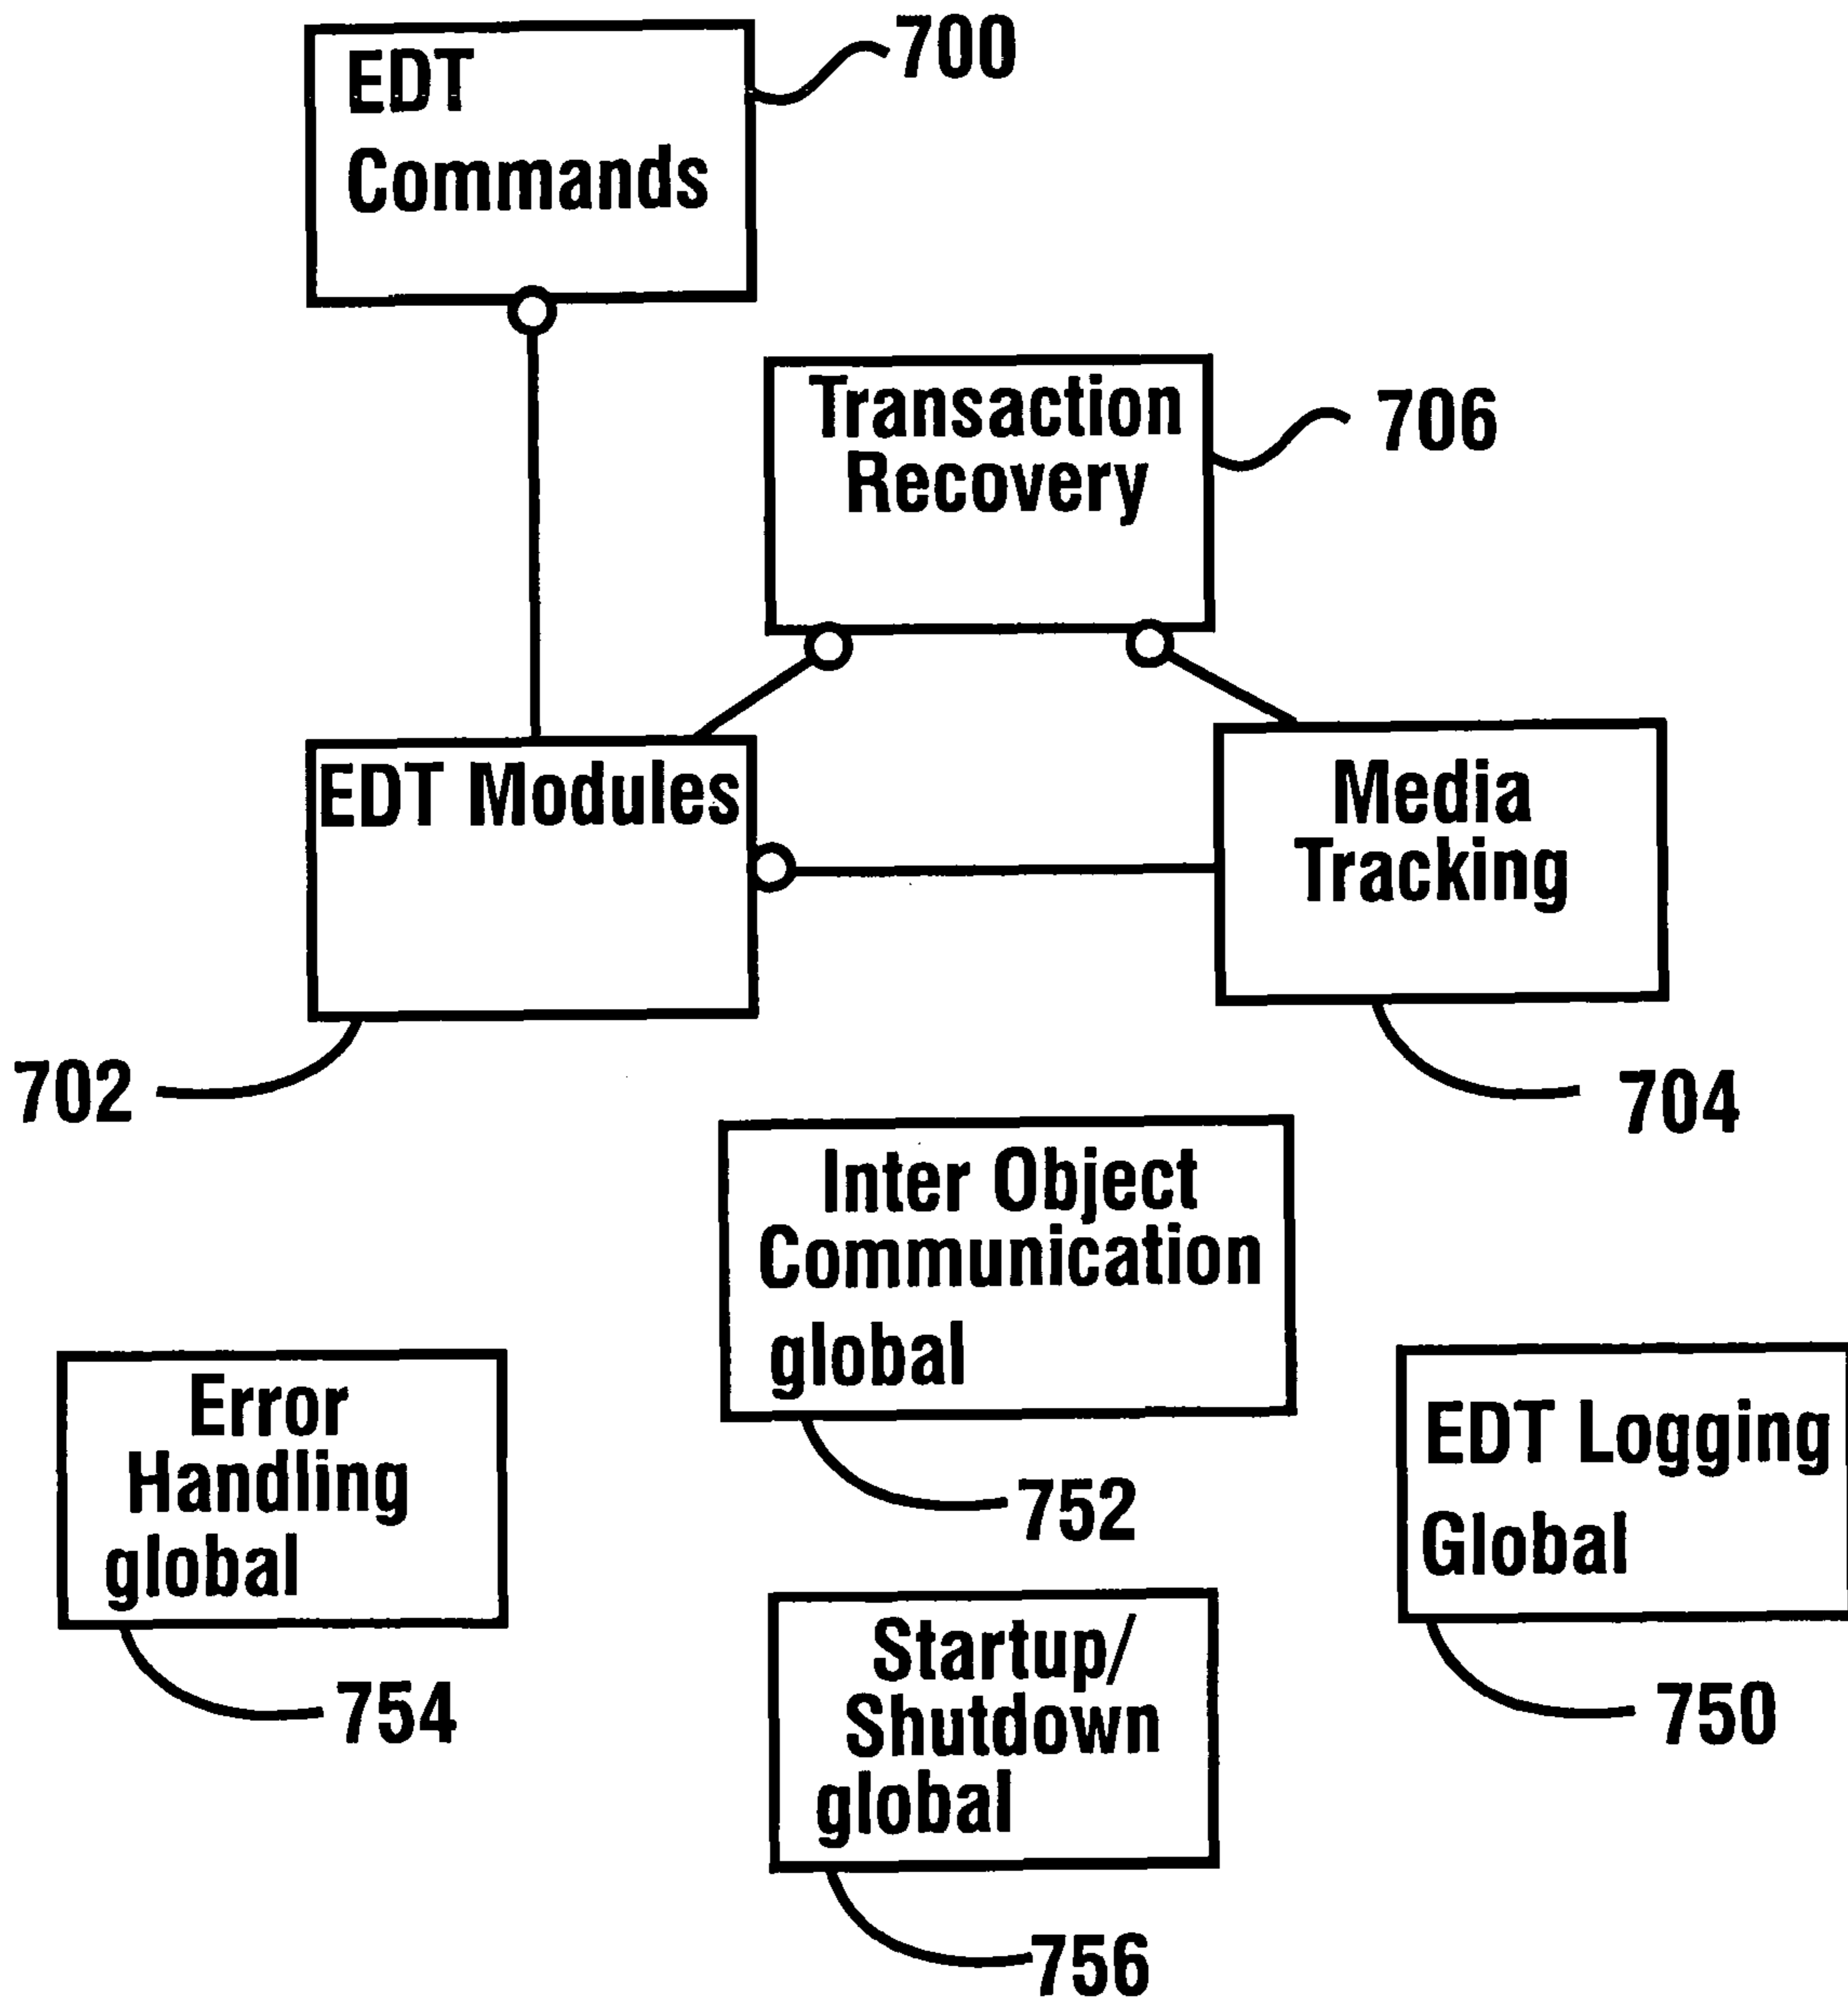 EDT
Commands
700
Transaction
Recovery
706
EDT Modules
702
Media
Tracking
704
Inter Object
Communication
global
752
Error
Handling
global
754
EDT Logging
Global
750
Startup/
Shutdown
global
756